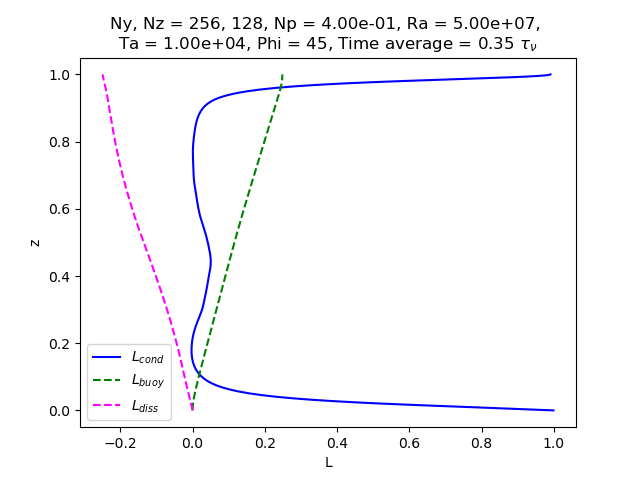 Ny, Nz = 256, 128, Np = 4.00e-01, Ra = 5.00e+07,
Ta = 1.00e+04, Phi = 45, Time average = 0.35 τ_ν
1.0
0.8
0.6
0.4
0.2
0.0
z
L_cond
L_buoy
L_diss
−0.2 0.0 0.2 0.4 0.6 0.8 1.0
L